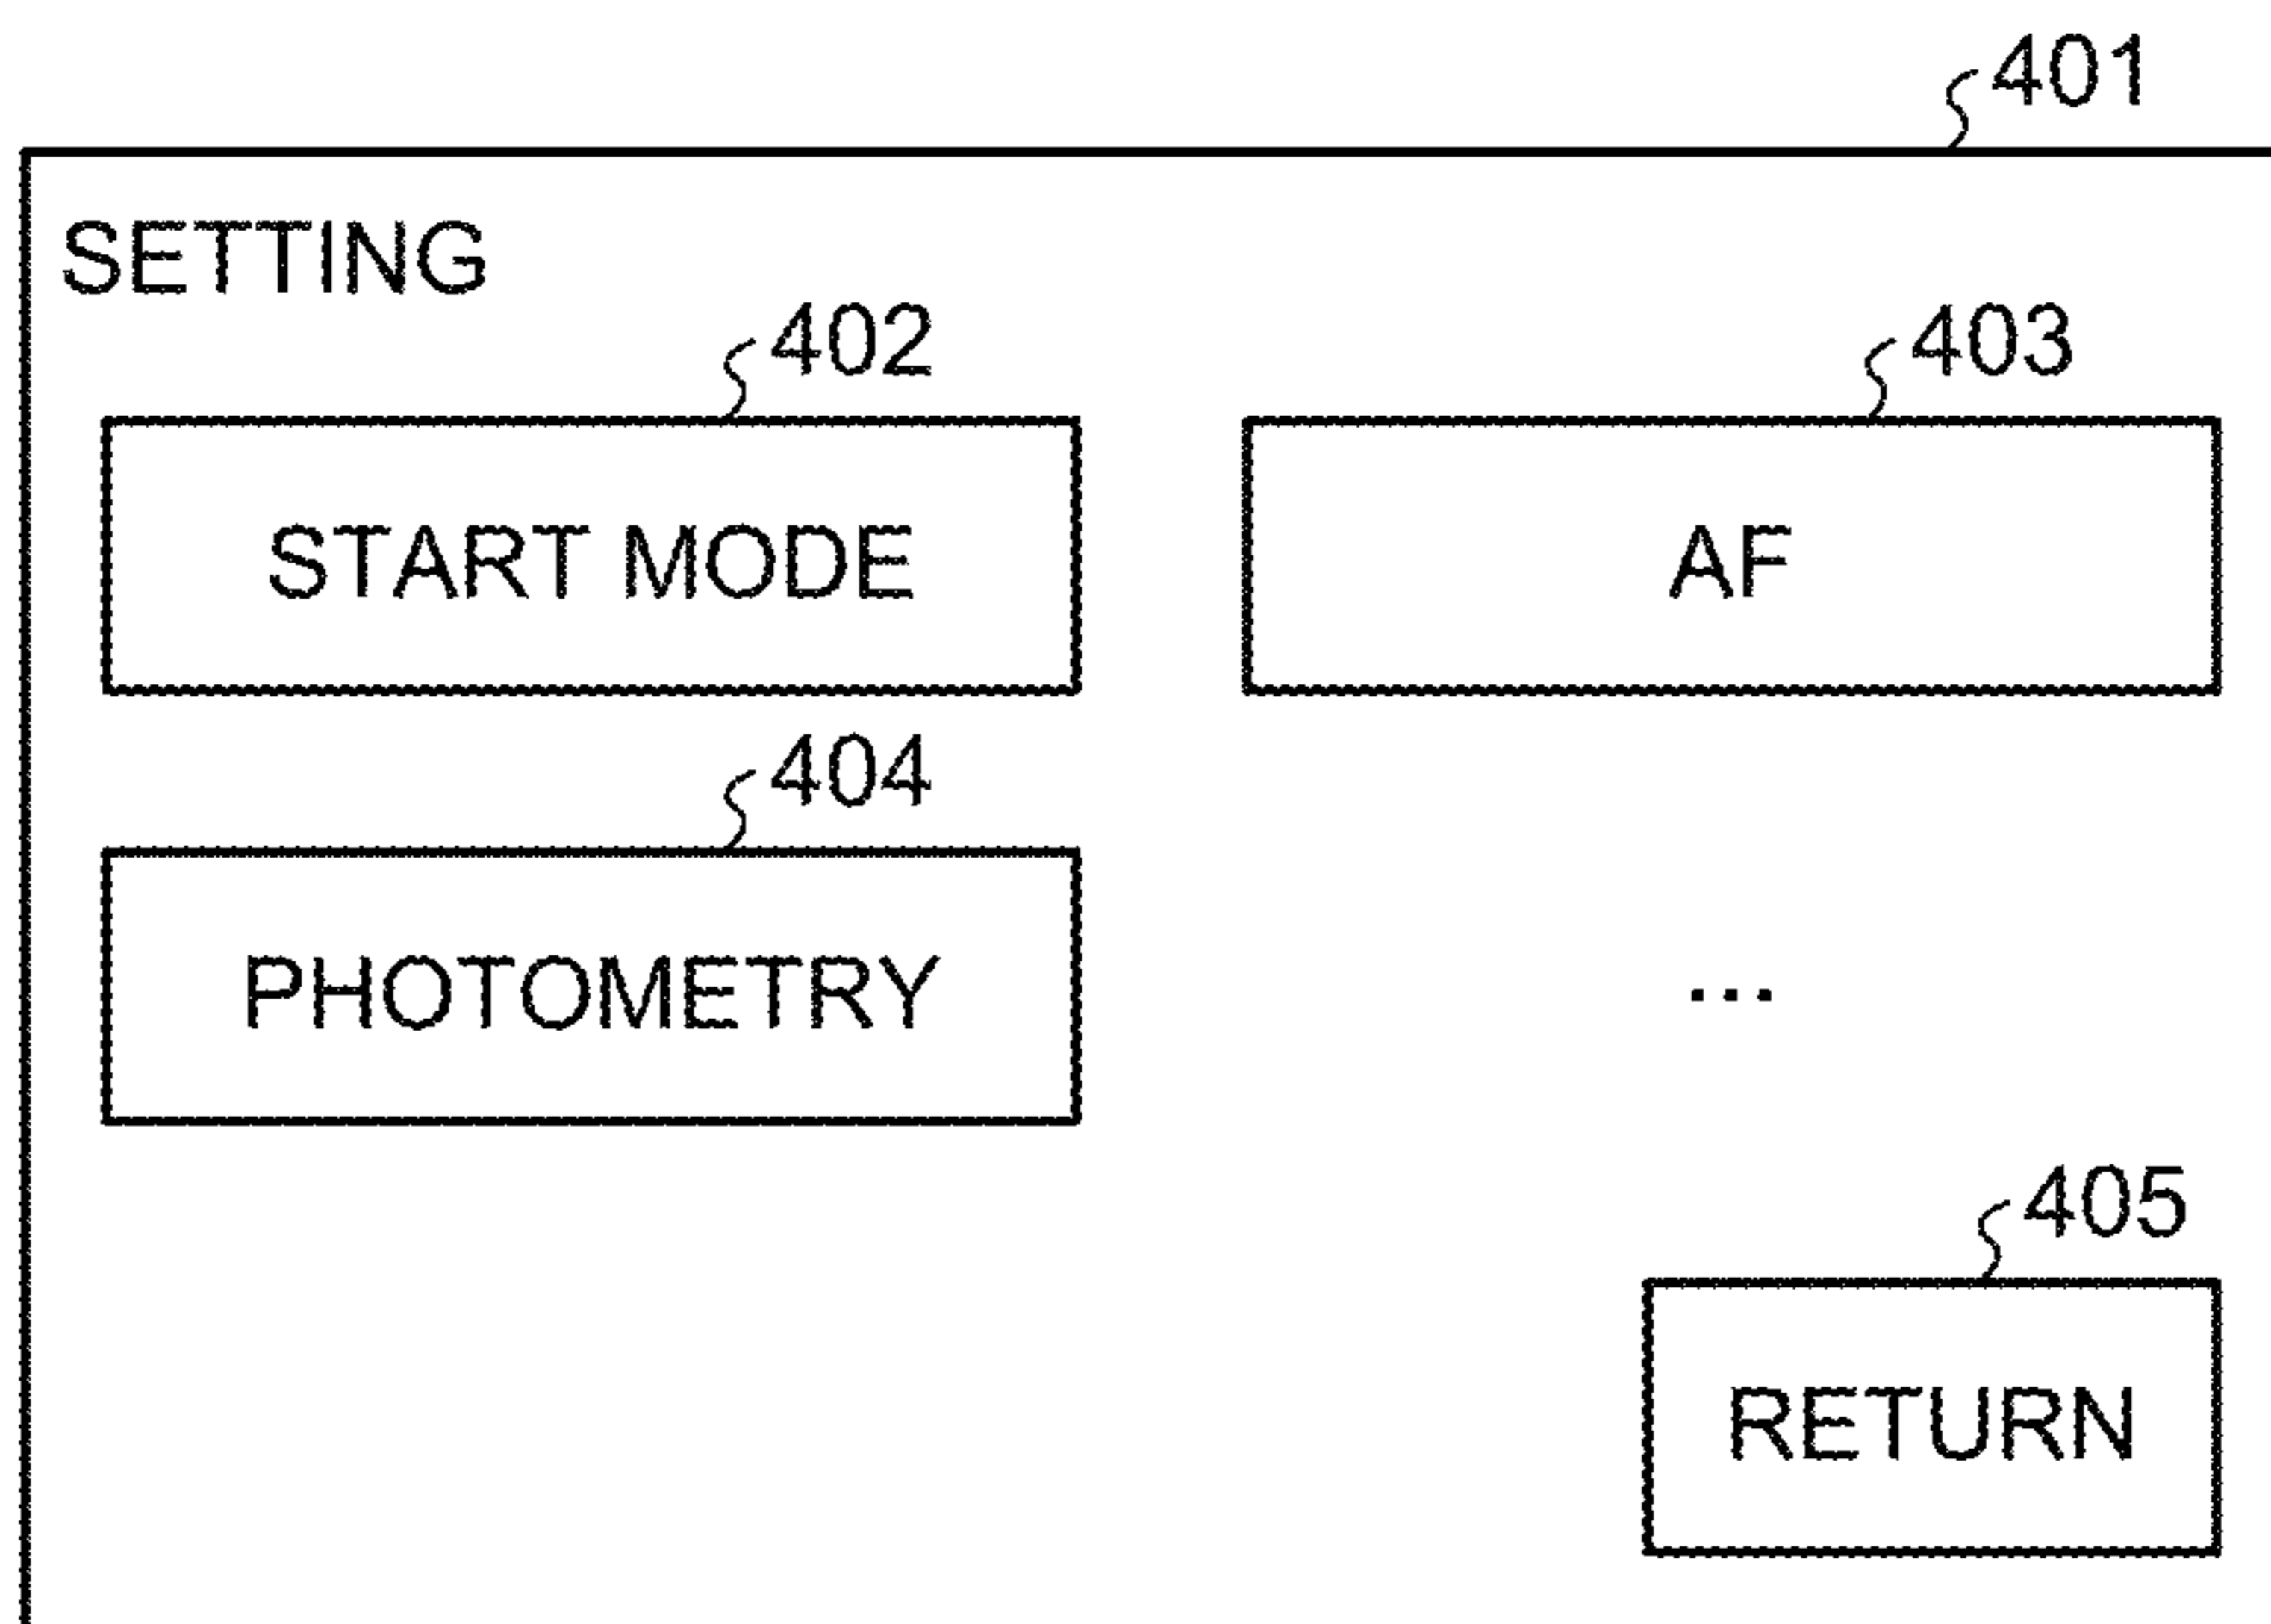 401
SETTING
402
403
START MODE
AF
404
PHOTOMETRY
...
405
RETURN